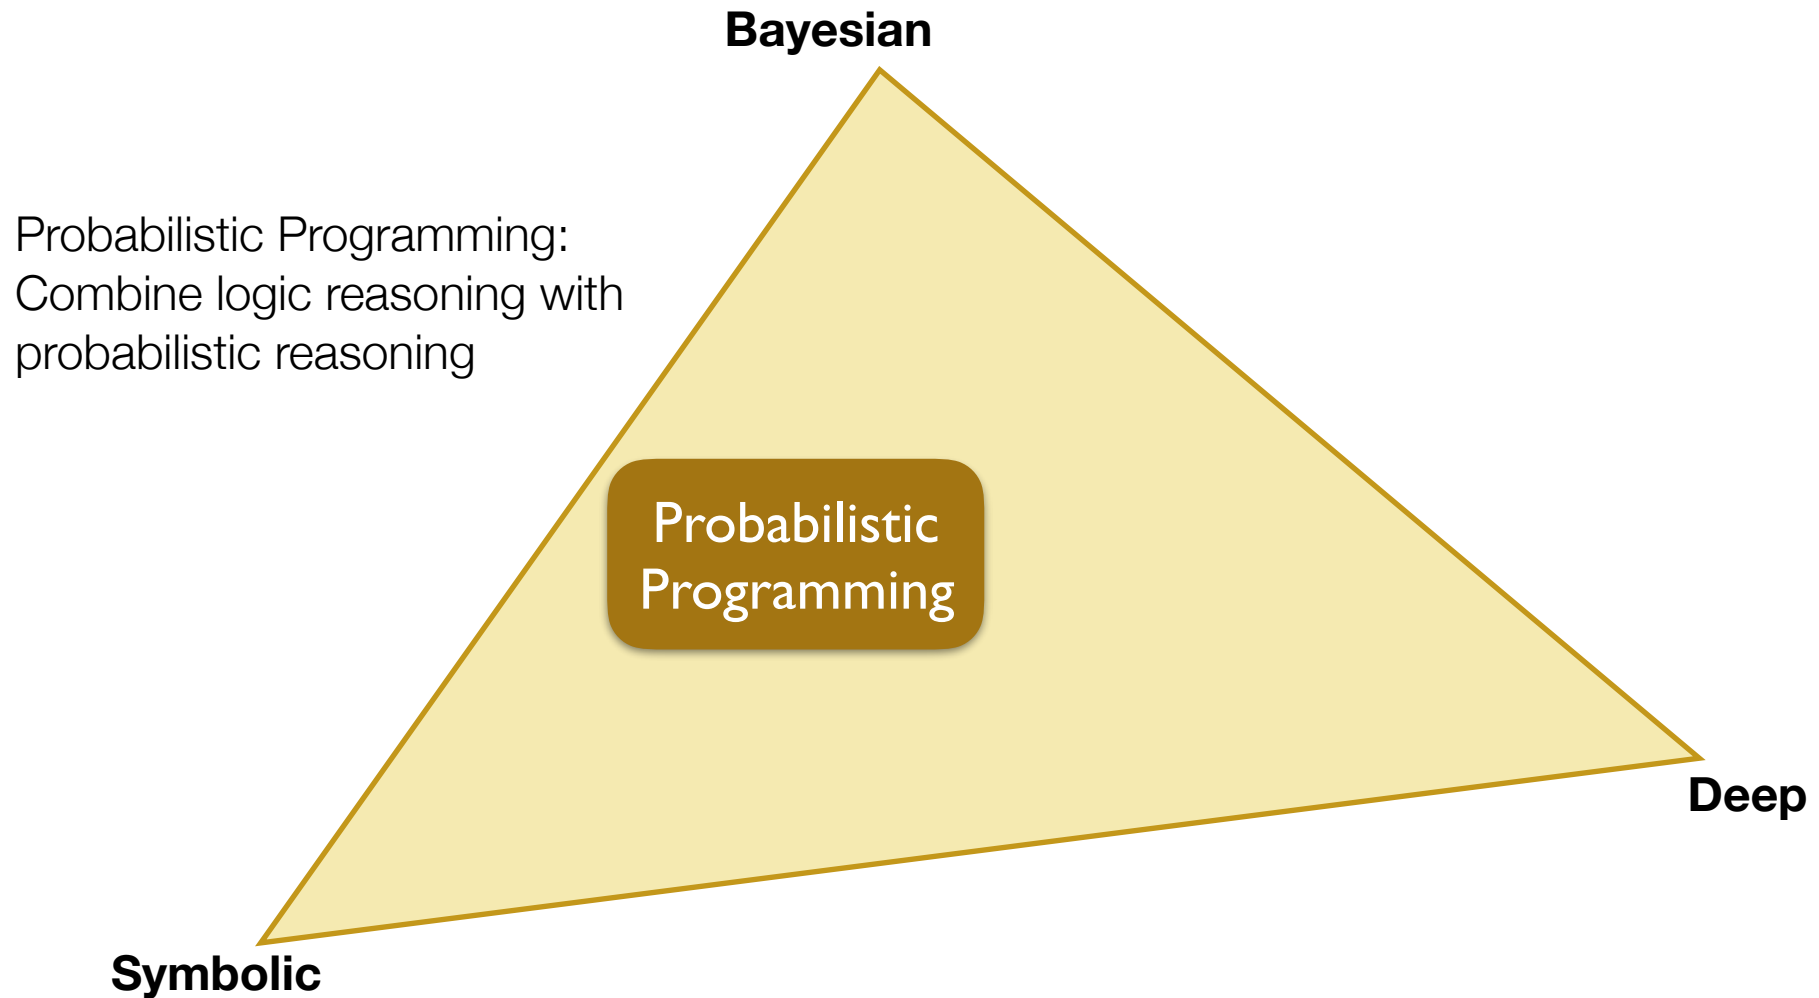 Bayesian
Probabilistic Programming:
Combine logic reasoning with
probabilistic reasoning
Probabilistic
Programming
Deep
Symbolic